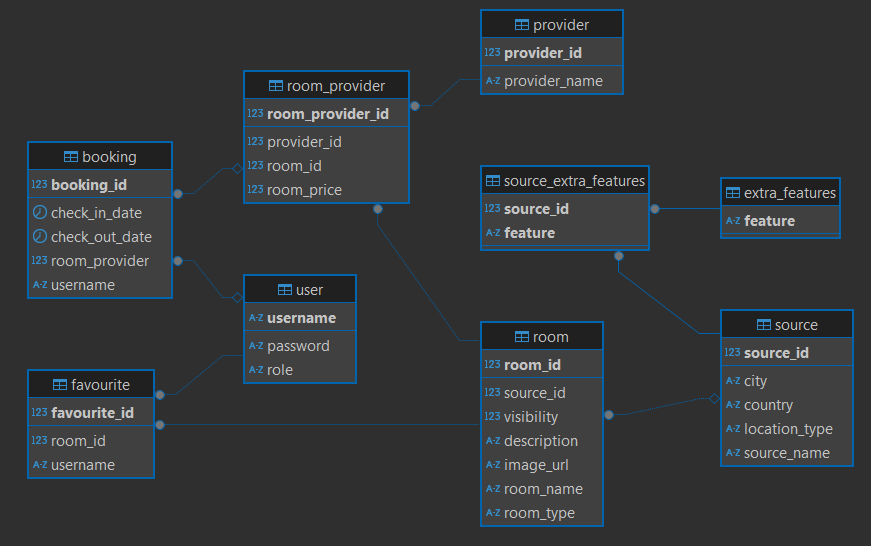 provider
123 provider_id
A-Z provider_name
room_provider
123 room_provider_id
123 provider_id
123 room_id
123 room_price
booking
123 booking_id
check_in_date
check_out_date
123 room_provider
A-Z username
source_extra_features
123 source_id
A-Z feature
extra_features
A-Z feature
user
A-Z username
A-Z password
A-Z role
favourite
123 favourite_id
123 room_id
A-Z username
room
123 room_id
123 source_id
123 visibility
A-Z description
A-Z image_url
A-Z room_name
A-Z room_type
source
123 source_id
A-Z city
A-Z country
A-Z location_type
A-Z source_name